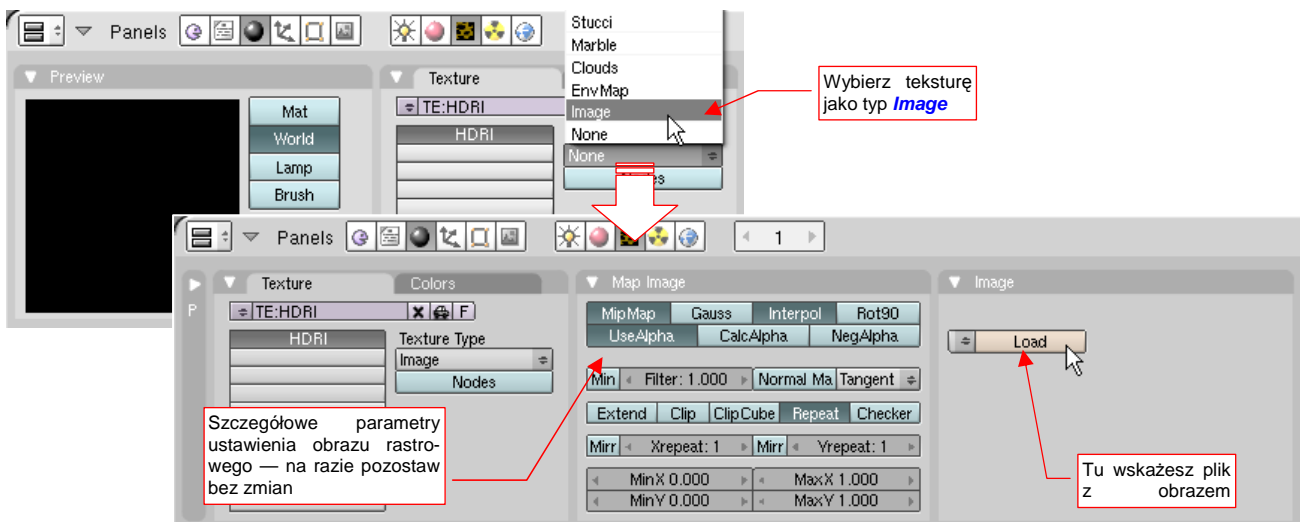 Panels
Preview
Mat
World
Lamp
Brush
Texture
TE:HDRI
HDRI
Stucci
Marble
Clouds
EnvMap
Image
None
None
Wybierz teksturę
jako typ Image
Panels
1
P
Texture
Colors
TE:HDRI
F
HDRI
Texture Type
Image
Nodes
Map Image
MipMap
Gauss
Interpol
Rot90
UseAlpha
CalcAlpha
NegAlpha
Min
Filter: 1.000
Normal Ma
Tangent
Extend
Clip
ClipCube
Repeat
Checker
Mirr
Xrepeat: 1
Mirr
Yrepeat: 1
MinX 0.000
MaxX 1.000
MinY 0.000
MaxY 1.000
Image
Load
Szczegółowe parametry
ustawienia obrazu rastro-
wego — na razie pozostaw
bez zmian
Tu wskażesz plik
z obrazem